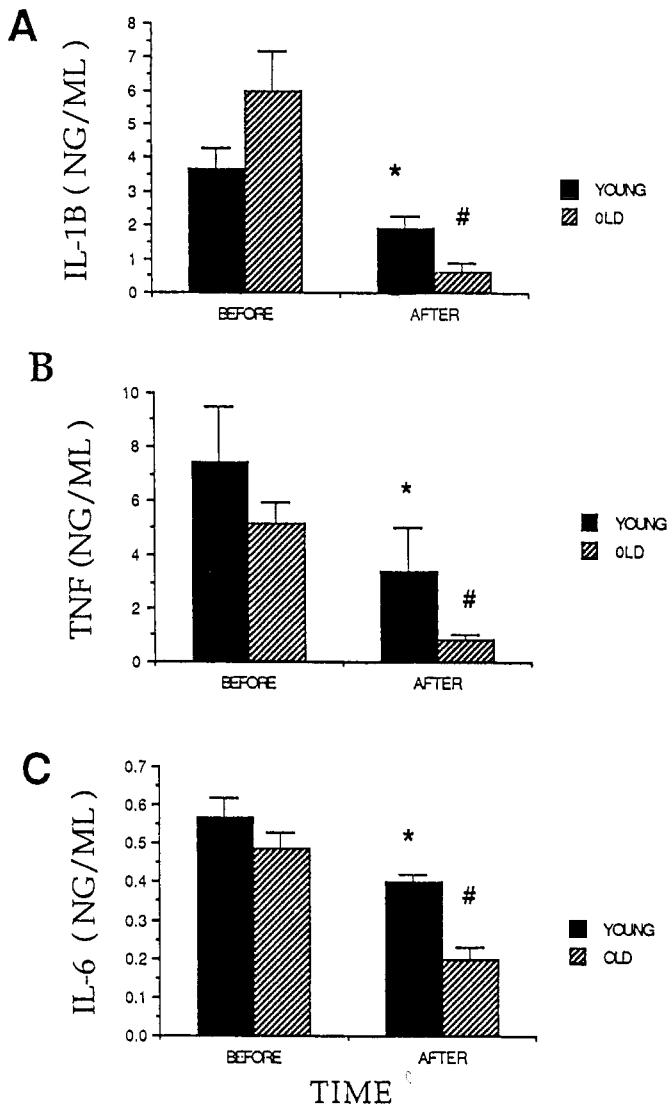 A
IL-1B ( NG/ML )
8
7
6
5
4
3
2
1
0
*
#
BEFORE
AFTER
YOUNG
OLD
B
TNF (NG/ML)
10
8
6
4
2
0
*
#
BEFORE
AFTER
YOUNG
OLD
C
IL-6 ( NG/ML)
0.7
0.6
0.5
0.4
0.3
0.2
0.1
0.0
*
#
BEFORE
AFTER
YOUNG
OLD
TIME